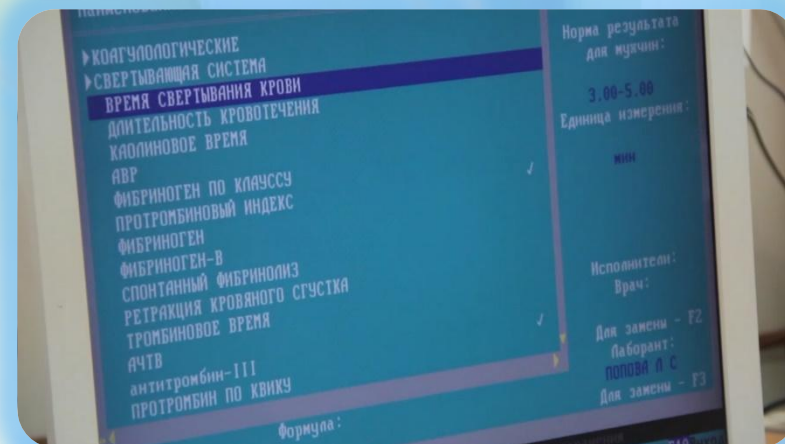 ▶КОАГУЛОЛОГИЧЕСКИЕ
▶СВЕРТЫВАЮЩАЯ СИСТЕМА
ВРЕМЯ СВЕРТЫВАНИЯ КРОВИ
ДЛИТЕЛЬНОСТЬ КРОВОТЕЧЕНИЯ
КАОЛИНОВОЕ ВРЕМЯ
АВР
ФИБРИНОГЕН ПО КЛАУССУ √
ПРОТРОМБИНОВЫЙ ИНДЕКС
ФИБРИНОГЕН
ФИБРИНОГЕН-В
СПОНТАННЫЙ ФИБРИНОЛИЗ
РЕТРАКЦИЯ КРОВЯНОГО СГУСТКА
ТРОМБИНОВОЕ ВРЕМЯ
АЧТВ √
антитромбин-III
ПРОТРОМБИН ПО КВИКУ
Формула:
Норма результата
для мужчин:
3.00-5.00
Единица измерения:
мин
Исполнители:
Врач:
Для замены - F2
Лаборант:
ПОПОВА Л С
Для замены - F3